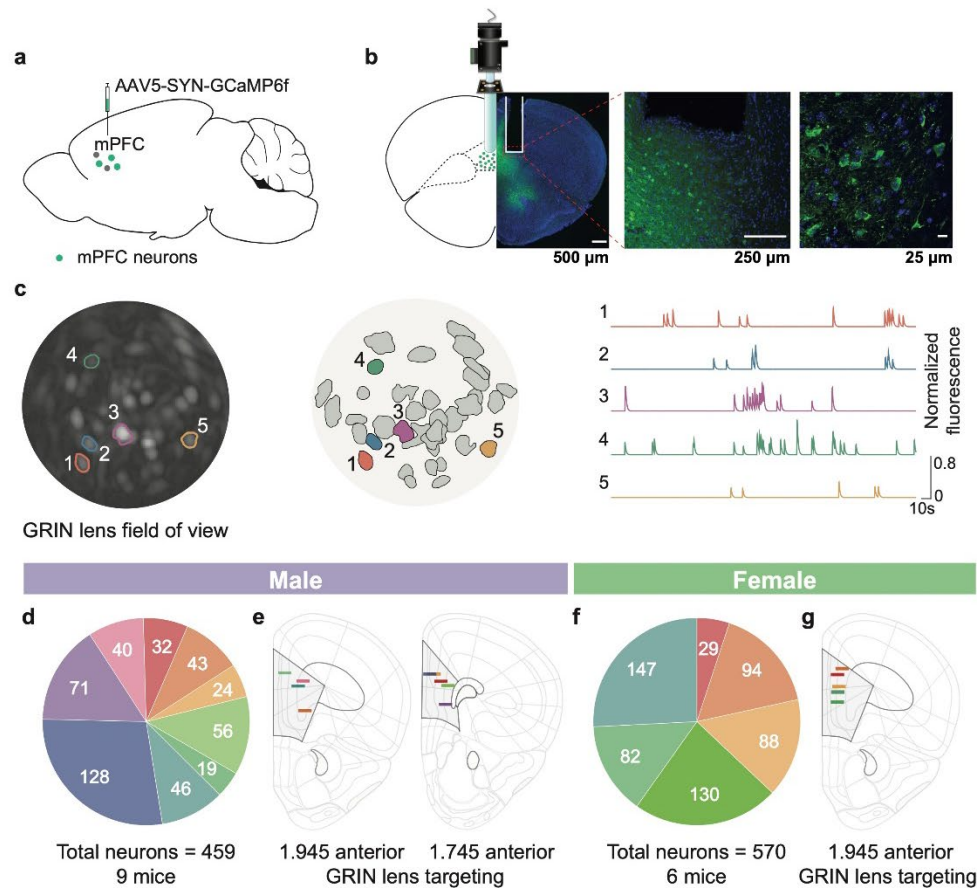 a
AAV5-SYN-GCaMP6f
mPFC
mPFC neurons
b
500 µm
250 µm
25 µm
c
4
3
5
2
1
GRIN lens field of view
4
3
5
2
1
1
2
3
4
5
Normalized
fluorescence
0.8
0
10s
Male
Female
d
40
32
43
24
56
19
46
128
71
Total neurons = 459
9 mice
e
1.945 anterior
1.745 anterior
GRIN lens targeting
f
147
29
94
88
130
82
Total neurons = 570
6 mice
g
1.945 anterior
GRIN lens targeting